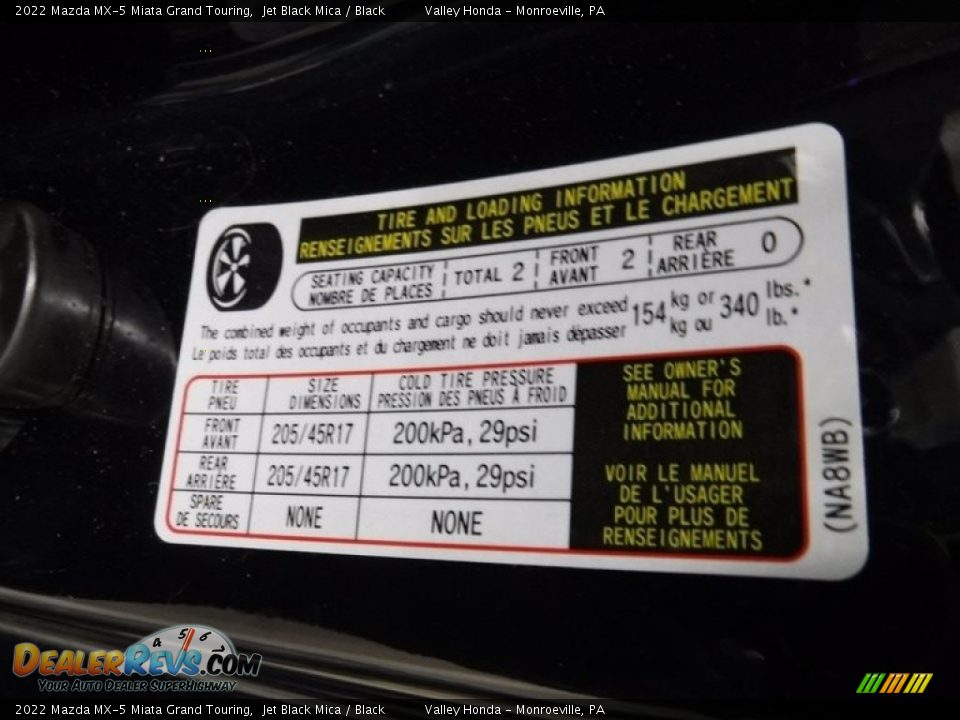 2022 Mazda MX-5 Miata Grand Touring, Jet Black Mica / Black Valley Honda - Monroeville, PA
TIRE AND LOADING INFORMATION
RENSEIGNEMENTS SUR LES PNEUS ET LE CHARGEMENT
SEATING CAPACITY
NOMBRE DE PLACES
TOTAL 2
FRONT
AVANT
2
REAR
ARRIÈRE
0
The combined weight of occupants and cargo should never exceed
Le poids total des occupants et du chargement ne doit jamais dépasser
154 kg or 340 lbs.*
kg ou lb.*
TIRE
PNEU
SIZE
DIMENSIONS
COLD TIRE PRESSURE
PRESSION DES PNEUS À FROID
FRONT
AVANT
205/45R17
200kPa, 29psi
REAR
ARRIÈRE
205/45R17
200kPa, 29psi
SPARE
DE SECOURS
NONE
NONE
SEE OWNER'S
MANUAL FOR
ADDITIONAL
INFORMATION
VOIR LE MANUEL
DE L'USAGER
POUR PLUS DE
RENSEIGNEMENTS
(NA8WB)
4 5 6
DEALERREVS.COM
YOUR AUTO DEALER SUPERHIGHWAY
2022 Mazda MX-5 Miata Grand Touring, Jet Black Mica / Black Valley Honda - Monroeville, PA